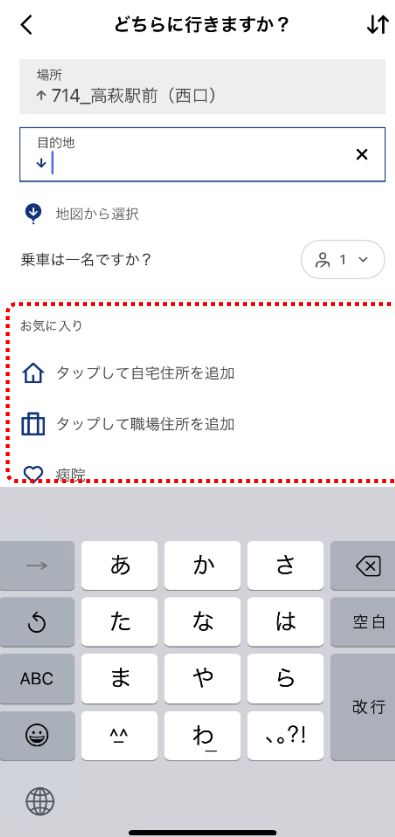 どちらに行きますか？
場所
714_高萩駅前（西口）
目的地
地図から選択
乗車は一名ですか？
1
お気に入り
タップして自宅住所を追加
タップして職場住所を追加
病院
→ あ か さ
た な は 空白
ABC ま や ら 改行
^^ わ_ 、。?!